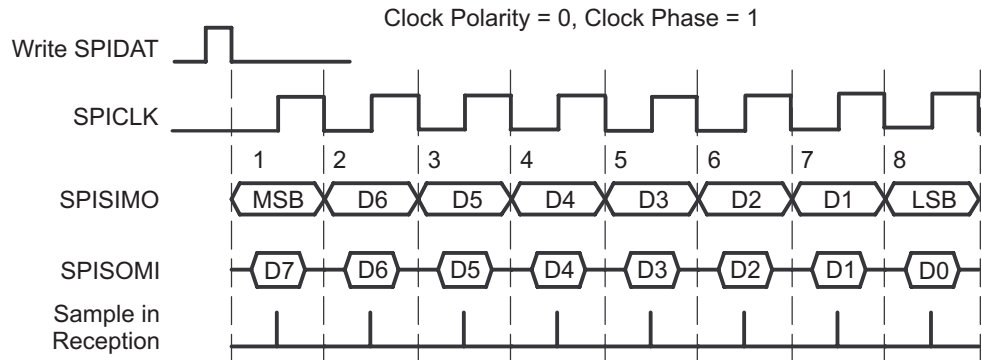 Clock Polarity = 0, Clock Phase = 1
Write SPIDAT
SPICLK
1 2 3 4 5 6 7 8
SPISIMO MSB D6 D5 D4 D3 D2 D1 LSB
SPISOMI D7 D6 D5 D4 D3 D2 D1 D0
Sample in
Reception